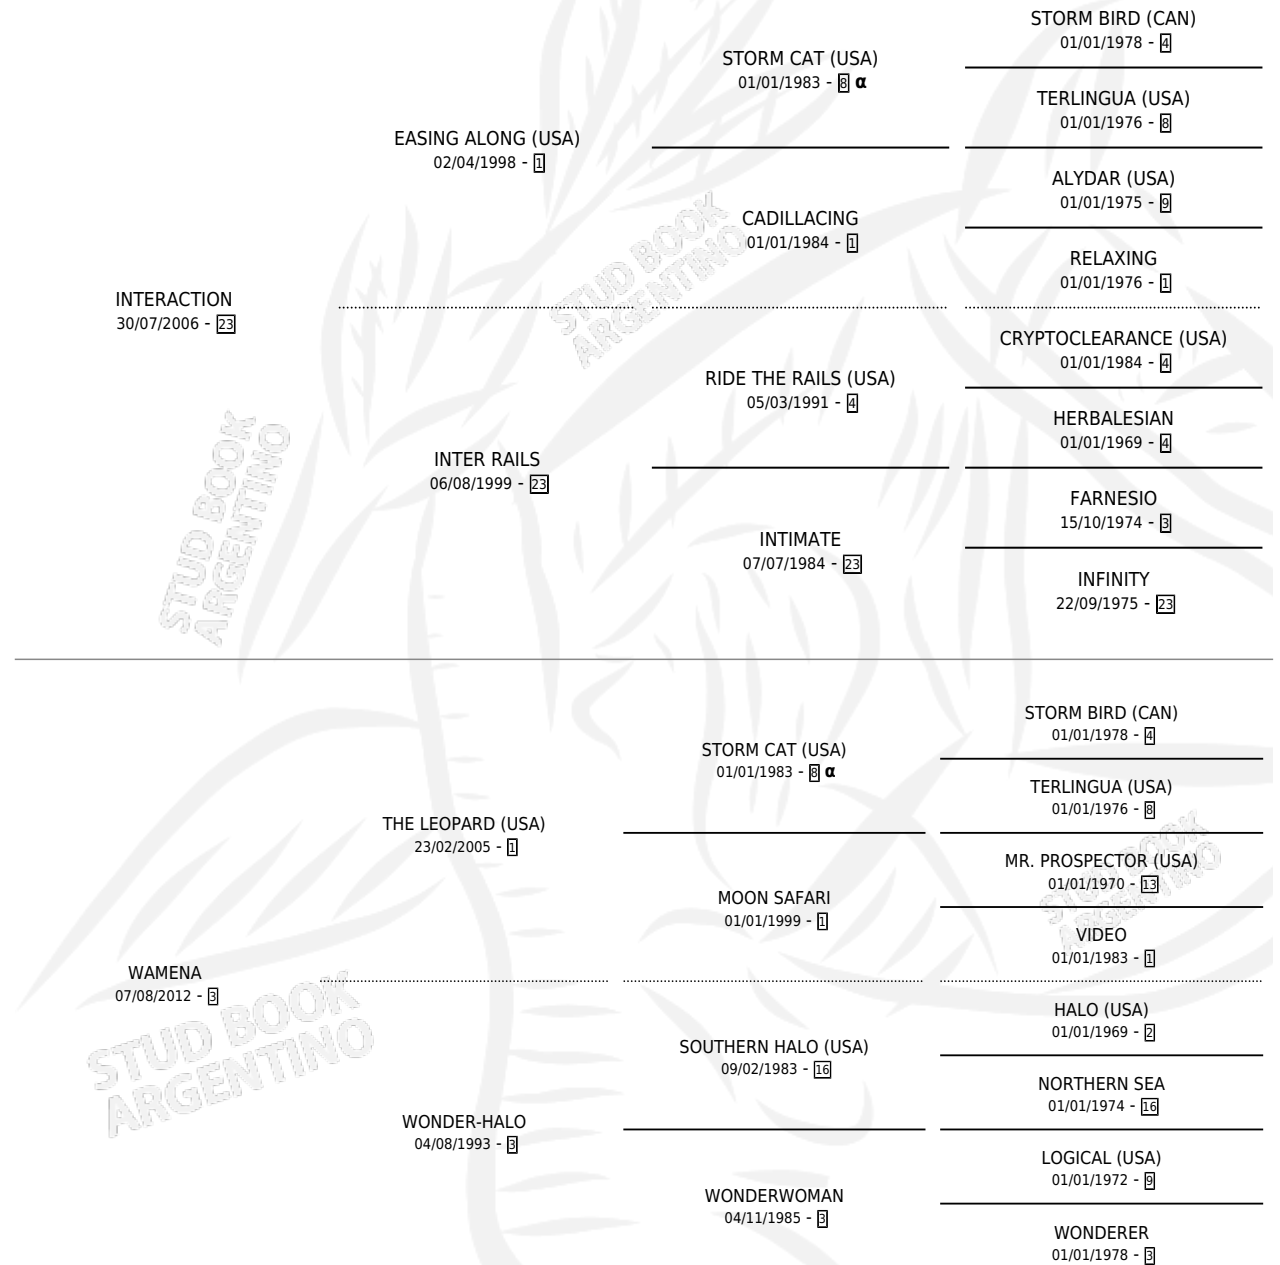 STORM BIRD (CAN)
01/01/1978 - 4
STORM CAT (USA)
01/01/1983 - 8 α
TERLINGUA (USA)
01/01/1976 - 8
EASING ALONG (USA)
02/04/1998 - 1
ALYDAR (USA)
01/01/1975 - 9
CADILLACING
01/01/1984 - 1
RELAXING
01/01/1976 - 1
INTERACTION
30/07/2006 - 23
CRYPTOCLEARANCE (USA)
01/01/1984 - 4
RIDE THE RAILS (USA)
05/03/1991 - 4
HERBALESIAN
01/01/1969 - 4
INTER RAILS
06/08/1999 - 23
FARNESIO
15/10/1974 - 3
INTIMATE
07/07/1984 - 23
INFINITY
22/09/1975 - 23
STUD BOOK
ARGENTINO
STUD BOOK
ARGENTINO
STORM BIRD (CAN)
01/01/1978 - 4
STORM CAT (USA)
01/01/1983 - 8 α
TERLINGUA (USA)
01/01/1976 - 8
THE LEOPARD (USA)
23/02/2005 - 1
MR. PROSPECTOR (USA)
01/01/1970 - 13
MOON SAFARI
01/01/1999 - 1
VIDEO
01/01/1983 - 1
WAMENA
07/08/2012 - 3
HALO (USA)
01/01/1969 - 2
SOUTHERN HALO (USA)
09/02/1983 - 16
NORTHERN SEA
01/01/1974 - 16
WONDER-HALO
04/08/1993 - 3
LOGICAL (USA)
01/01/1972 - 9
WONDERWOMAN
04/11/1985 - 3
WONDERER
01/01/1978 - 3
STUD BOOK
ARGENTINO
STUD BOOK
ARGENTINO